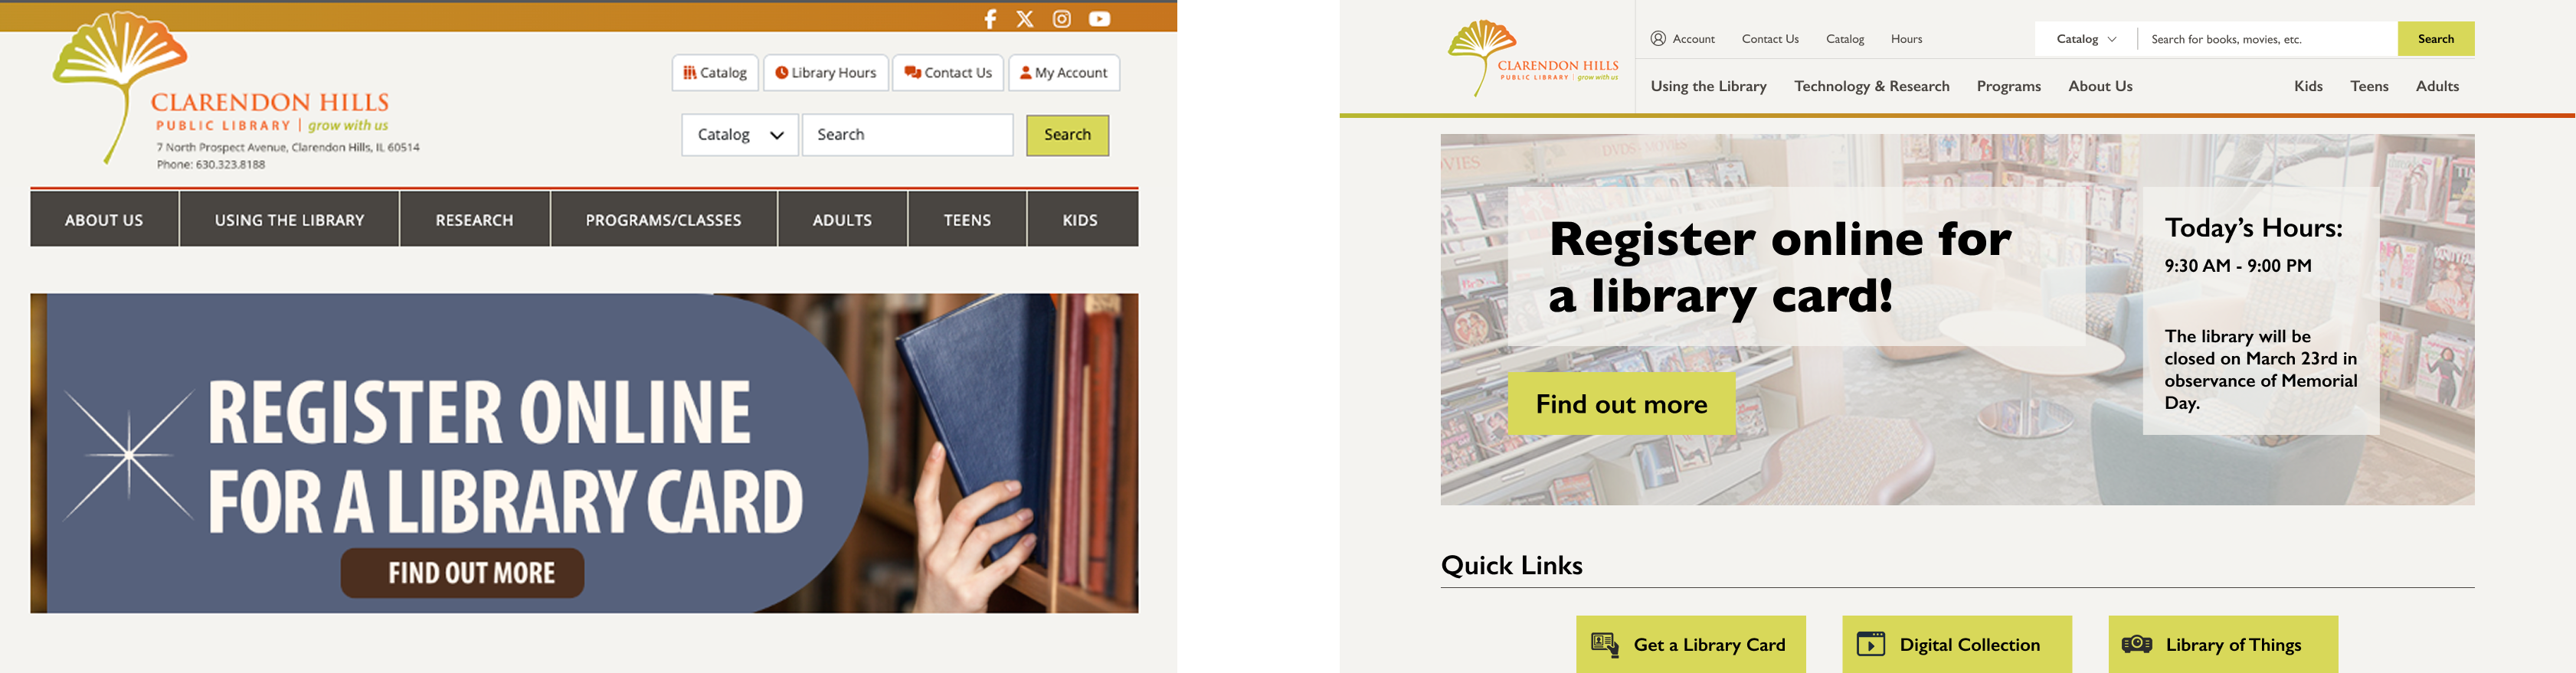 Catalog
Library Hours
Contact Us
My Account
CLARENDON HILLS
PUBLIC LIBRARY | grow with us
7 North Prospect Avenue, Clarendon Hills, IL 60514
Phone: 630.323.8188
Catalog
Search
Search
ABOUT US
USING THE LIBRARY
RESEARCH
PROGRAMS/CLASSES
ADULTS
TEENS
KIDS
REGISTER ONLINE
FOR A LIBRARY CARD
FIND OUT MORE
CLARENDON HILLS
PUBLIC LIBRARY | grow with us
Account
Contact Us
Catalog
Hours
Catalog
Search for books, movies, etc.
Search
Using the Library
Technology & Research
Programs
About Us
Kids
Teens
Adults
DVDS - MOVIES
Register online for
a library card!
Find out more
Today's Hours:
9:30 AM - 9:00 PM
The library will be
closed on March 23rd in
observance of Memorial
Day.
Quick Links
Get a Library Card
Digital Collection
Library of Things